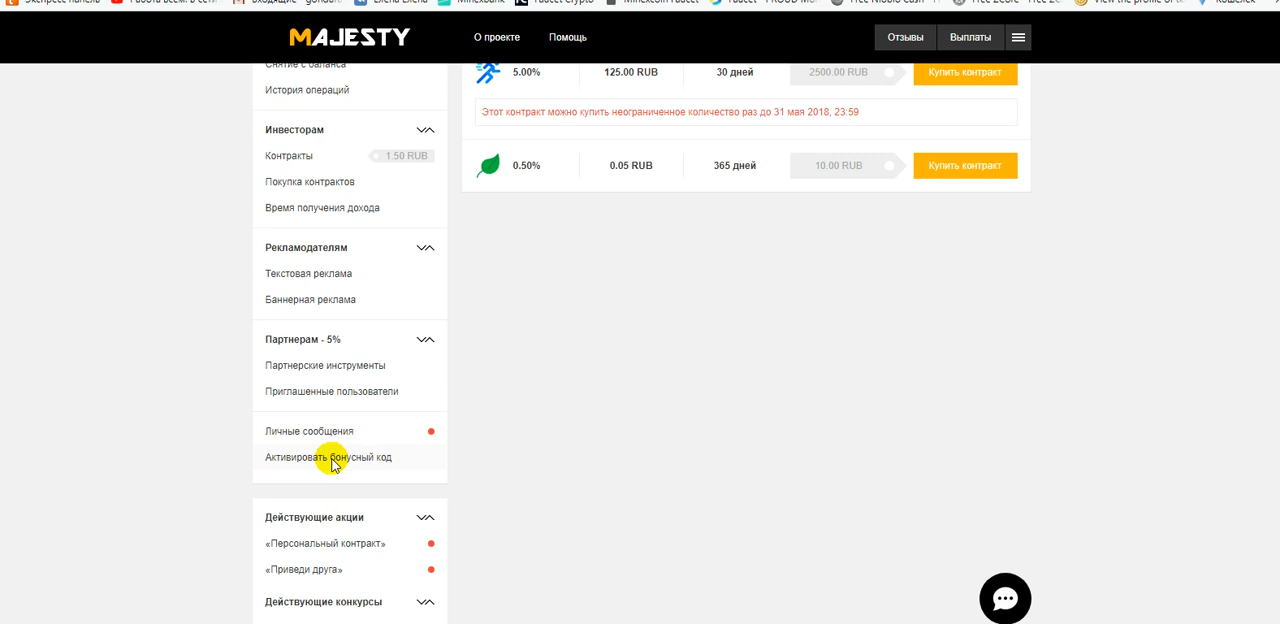 MAJESTY
О проекте
Помощь
Отзывы
Выплаты
Снятие с баланса
История операций
Инвесторам
Контракты
1.50 RUB
Покупка контрактов
Время получения дохода
Рекламодателям
Текстовая реклама
Баннерная реклама
Партнерам - 5%
Партнерские инструменты
Приглашенные пользователи
Личные сообщения
Активировать бонусный код
Действующие акции
«Персональный контракт»
«Приведи друга»
Действующие конкурсы
5.00%
125.00 RUB
30 дней
2500.00 RUB
Купить контракт
Этот контракт можно купить неограниченное количество раз до 31 мая 2018, 23:59
0.50%
0.05 RUB
365 дней
10.00 RUB
Купить контракт